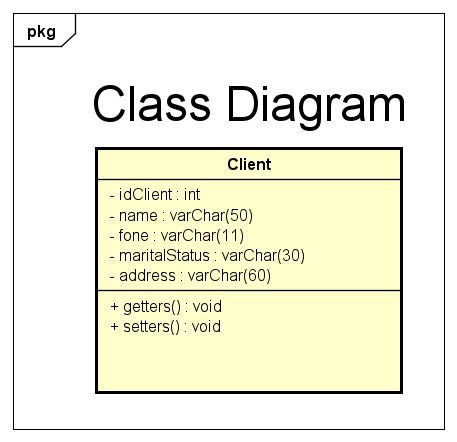 pkg
Class Diagram
Client
- idClient : int
- name : varChar(50)
- fone : varChar(11)
- maritalStatus : varChar(30)
- address : varChar(60)
+ getters() : void
+ setters() : void